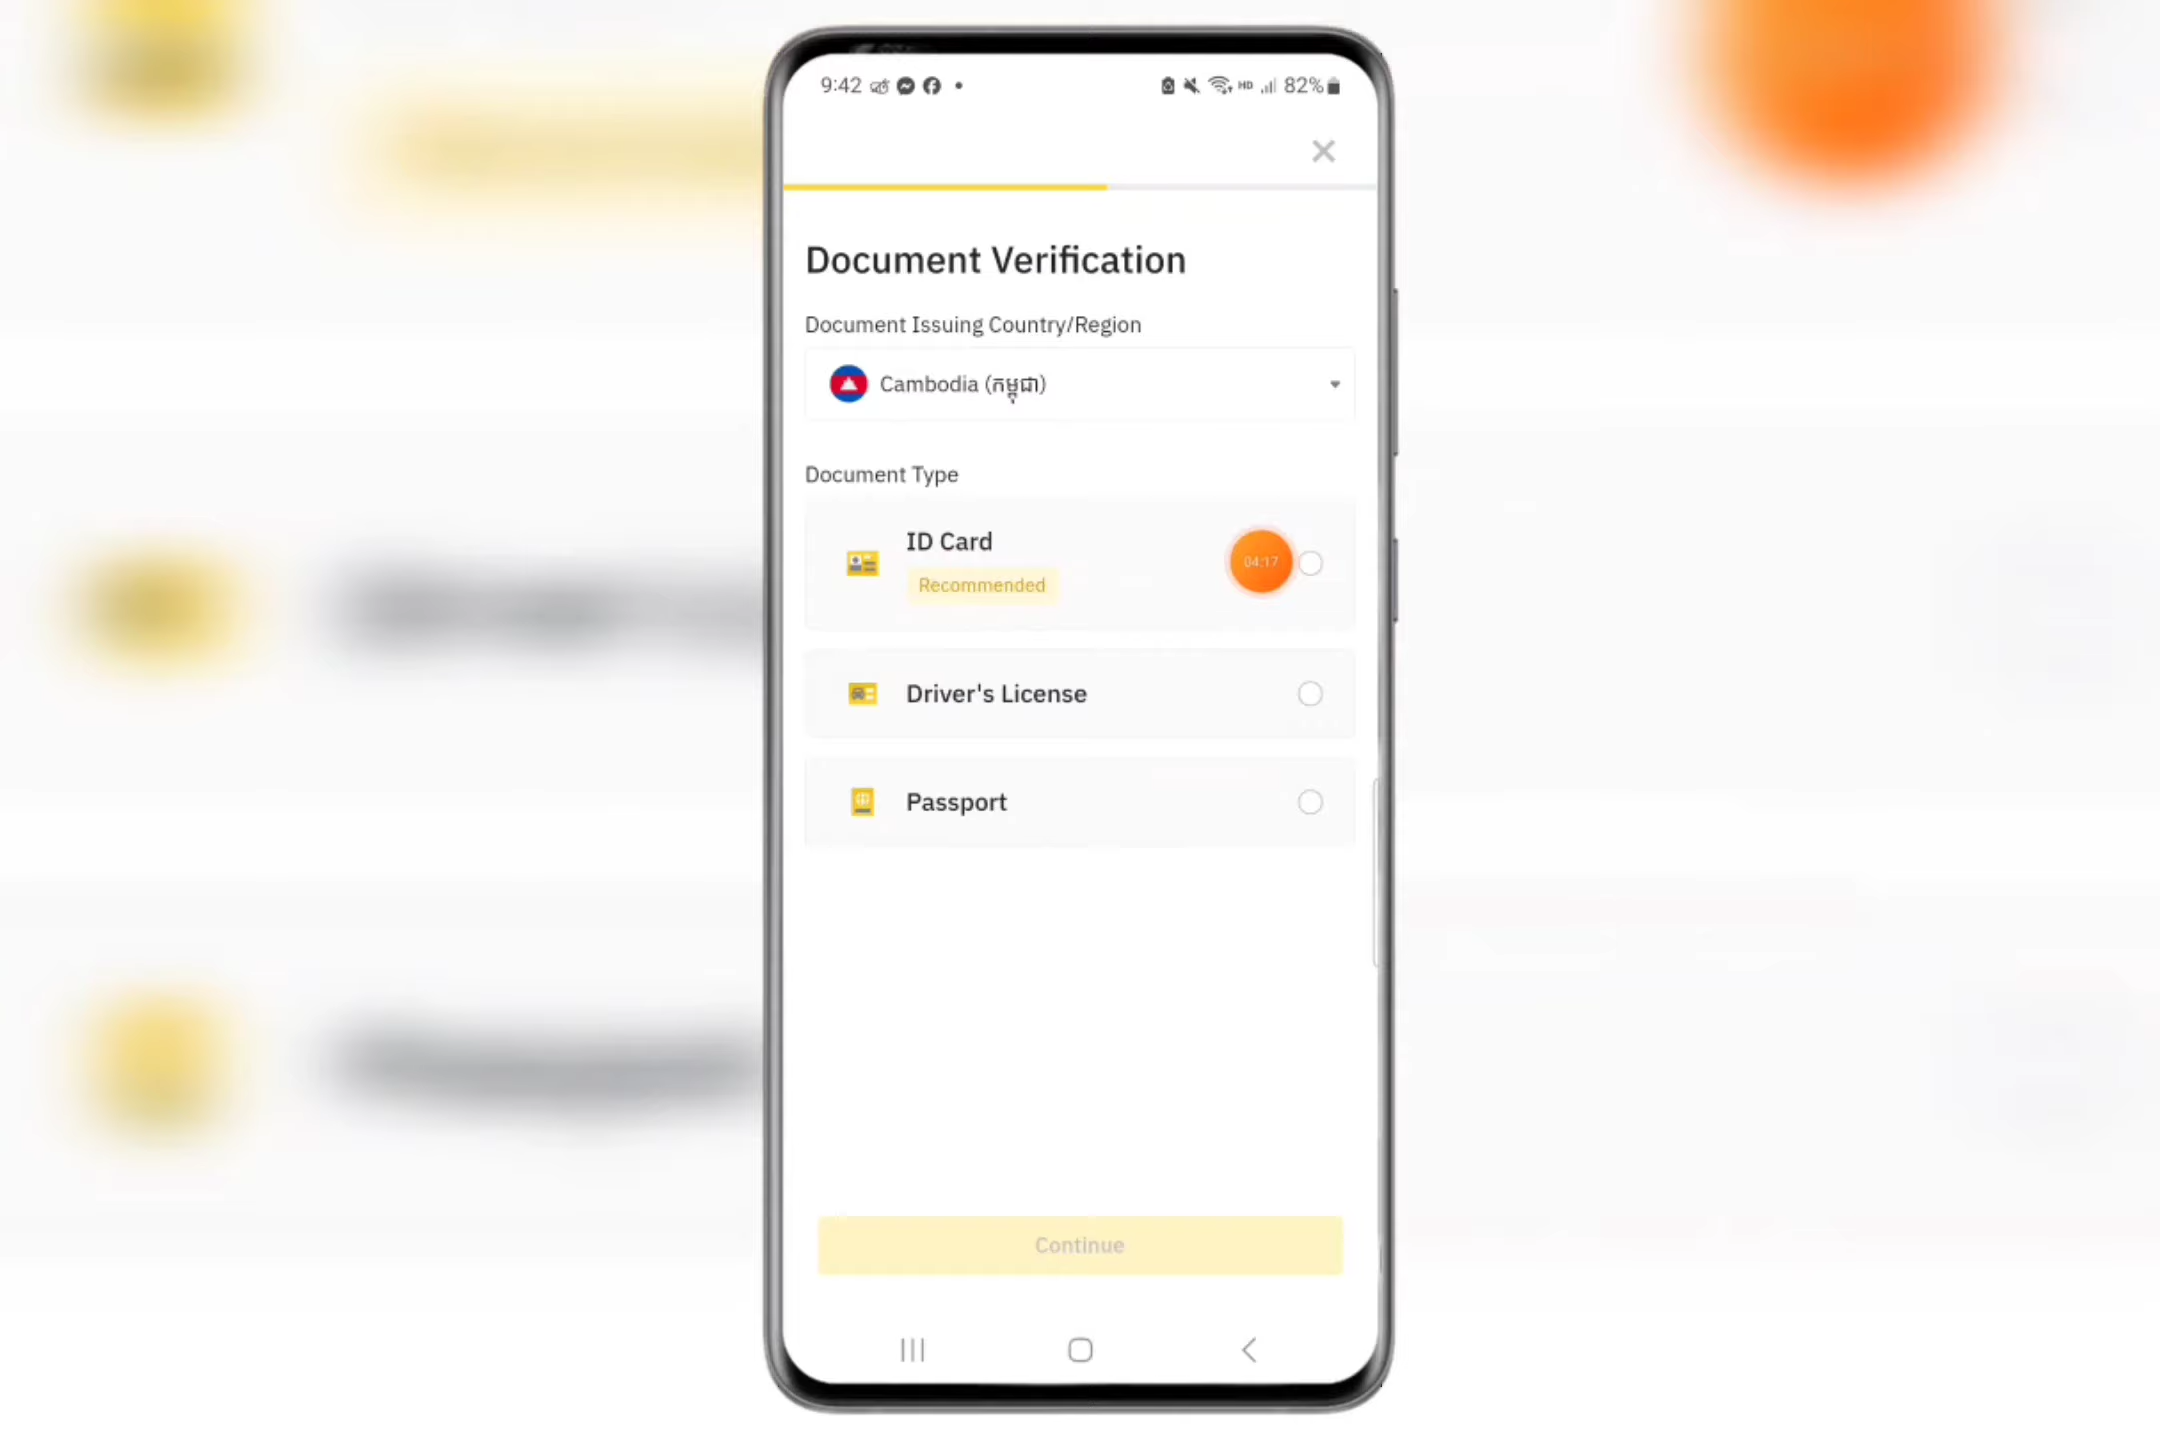 9:42
HD 82%
Document Verification
Document Issuing Country/Region
Cambodia (កម្ពុជា)
Document Type
ID Card
Recommended
04:17
Driver's License
Passport
Continue